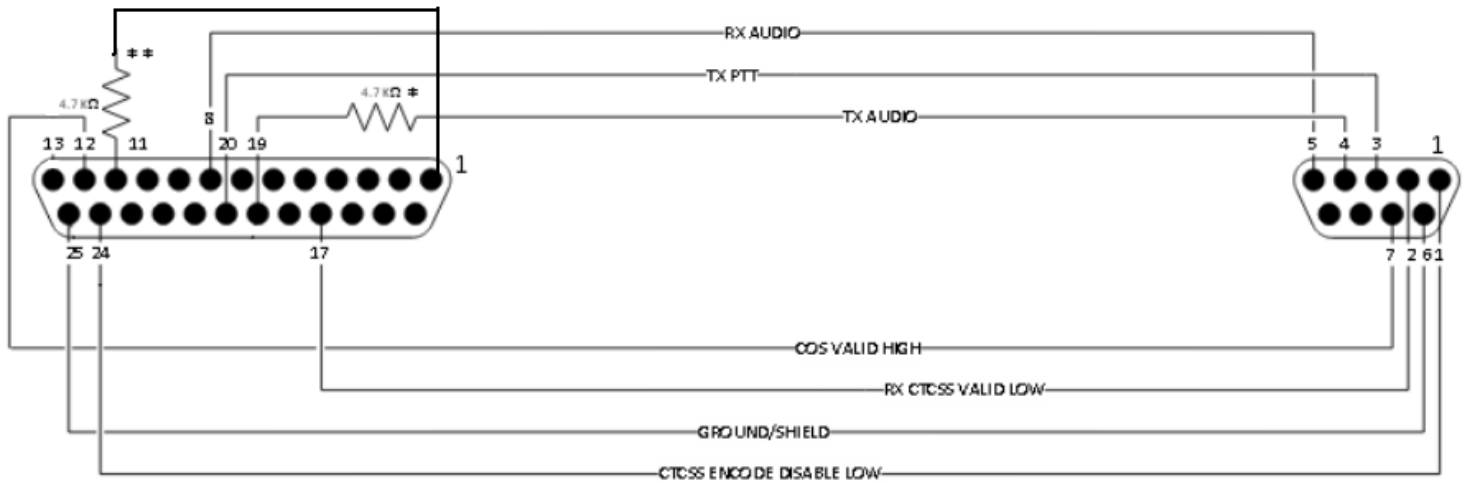 RX AUDIO
**
TX PTT
4.7KΩ *
4.7KΩ
8
TX AUDIO
13 12 11 20 19 1
5 4 3 1
25 24 17
7 2 6 1
COS VALID HIGH
RX CTCSS VALID LOW
GROUND/SHIELD
CTCSS ENCODE DISABLE LOW